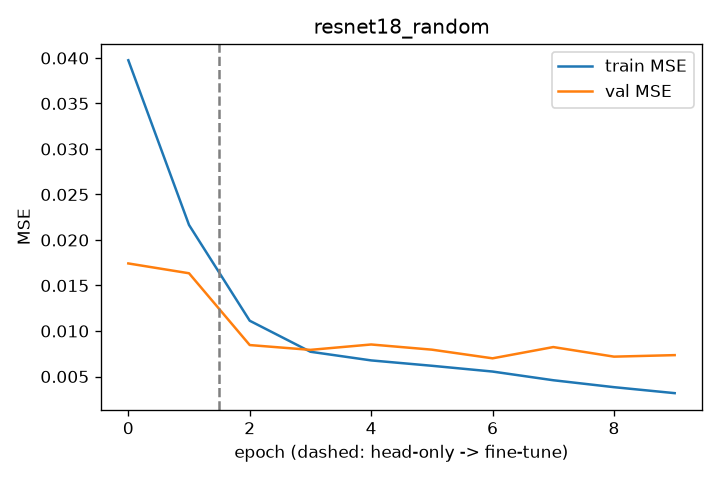 resnet18_random
train MSE
val MSE
MSE
0.040
0.035
0.030
0.025
0.020
0.015
0.010
0.005
0 2 4 6 8
epoch (dashed: head-only -> fine-tune)